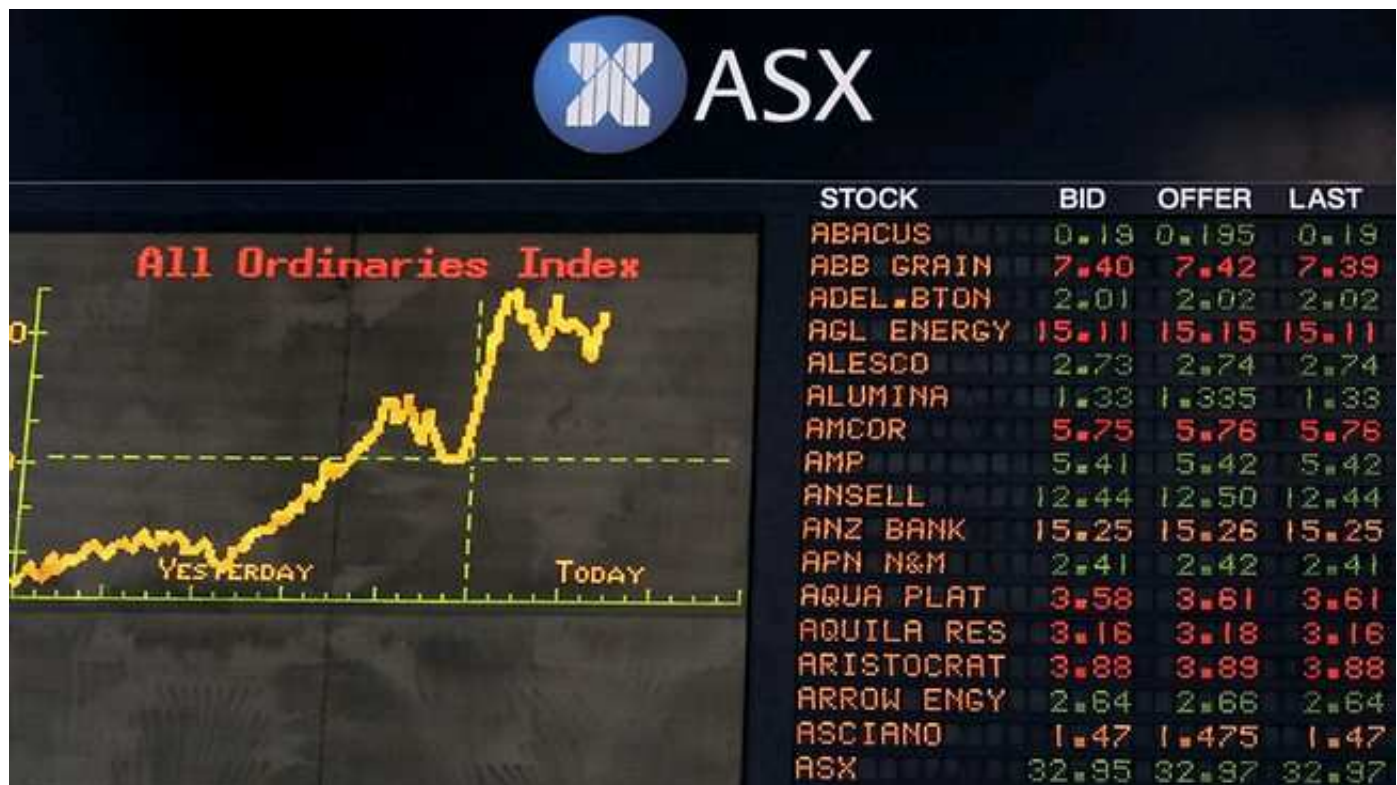 ASX
All Ordinaries Index
0
YESTERDAY
TODAY
STOCK BID OFFER LAST
ABACUS 0.19 0.195 0.19
ABB GRAIN 7.40 7.42 7.39
ADEL.BTON 2.01 2.02 2.02
AGL ENERGY 15.11 15.15 15.11
ALESCO 2.73 2.74 2.74
ALUMINA 1.33 1.335 1.33
AMCOR 5.75 5.76 5.76
AMP 5.41 5.42 5.42
ANSELL 12.44 12.50 12.44
ANZ BANK 15.25 15.26 15.25
APN N&M 2.41 2.42 2.41
AQUA PLAT 3.58 3.61 3.61
AQUILA RES 3.16 3.18 3.16
ARISTOCRAT 3.88 3.89 3.88
ARROW ENGY 2.64 2.66 2.64
ASCIANO 1.47 1.475 1.47
ASX 32.95 32.97 32.97